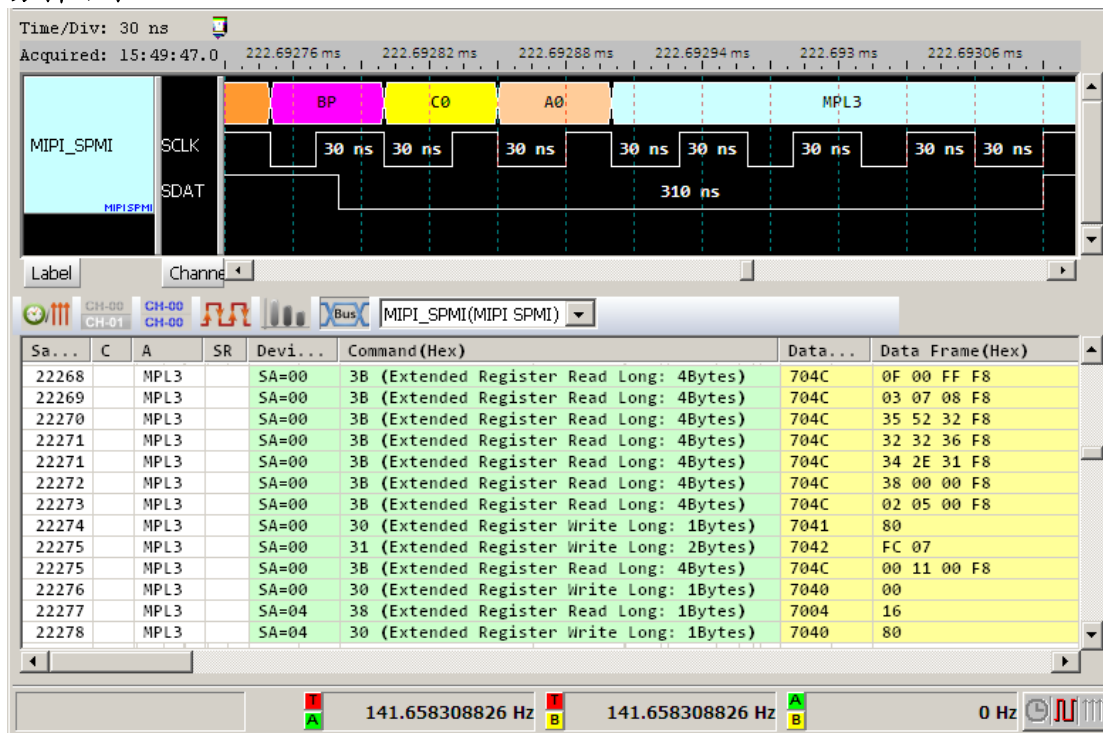 Time/Div: 30 ns
Acquired: 15:49:47.0 222.69276 ms 222.69282 ms 222.69288 ms 222.69294 ms 222.693 ms 222.69306 ms
BP C0 A0 MPL3
MIPI_SPMI SCLK 30 ns 30 ns 30 ns 30 ns 30 ns 30 ns 30 ns 30 ns
SDAT 310 ns
MIPI SPMI
Label Channe
CH-00 CH-01 CH-00 CH-00 Bus MIPI_SPMI(MIPI SPMI)
Sa... C A SR Devi... Command(Hex) Data... Data Frame(Hex)
22268 MPL3 SA=00 3B (Extended Register Read Long: 4Bytes) 704C 0F 00 FF F8
22269 MPL3 SA=00 3B (Extended Register Read Long: 4Bytes) 704C 03 07 08 F8
22270 MPL3 SA=00 3B (Extended Register Read Long: 4Bytes) 704C 35 52 32 F8
22271 MPL3 SA=00 3B (Extended Register Read Long: 4Bytes) 704C 32 32 36 F8
22271 MPL3 SA=00 3B (Extended Register Read Long: 4Bytes) 704C 34 2E 31 F8
22272 MPL3 SA=00 3B (Extended Register Read Long: 4Bytes) 704C 38 00 00 F8
22273 MPL3 SA=00 3B (Extended Register Read Long: 4Bytes) 704C 02 05 00 F8
22274 MPL3 SA=00 30 (Extended Register Write Long: 1Bytes) 7041 80
22275 MPL3 SA=00 31 (Extended Register Write Long: 2Bytes) 7042 FC 07
22275 MPL3 SA=00 3B (Extended Register Read Long: 4Bytes) 704C 00 11 00 F8
22276 MPL3 SA=00 30 (Extended Register Write Long: 1Bytes) 7040 00
22277 MPL3 SA=04 38 (Extended Register Read Long: 1Bytes) 7004 16
22278 MPL3 SA=04 30 (Extended Register Write Long: 1Bytes) 7040 80
T A 141.658308826 Hz T B 141.658308826 Hz A B 0 Hz